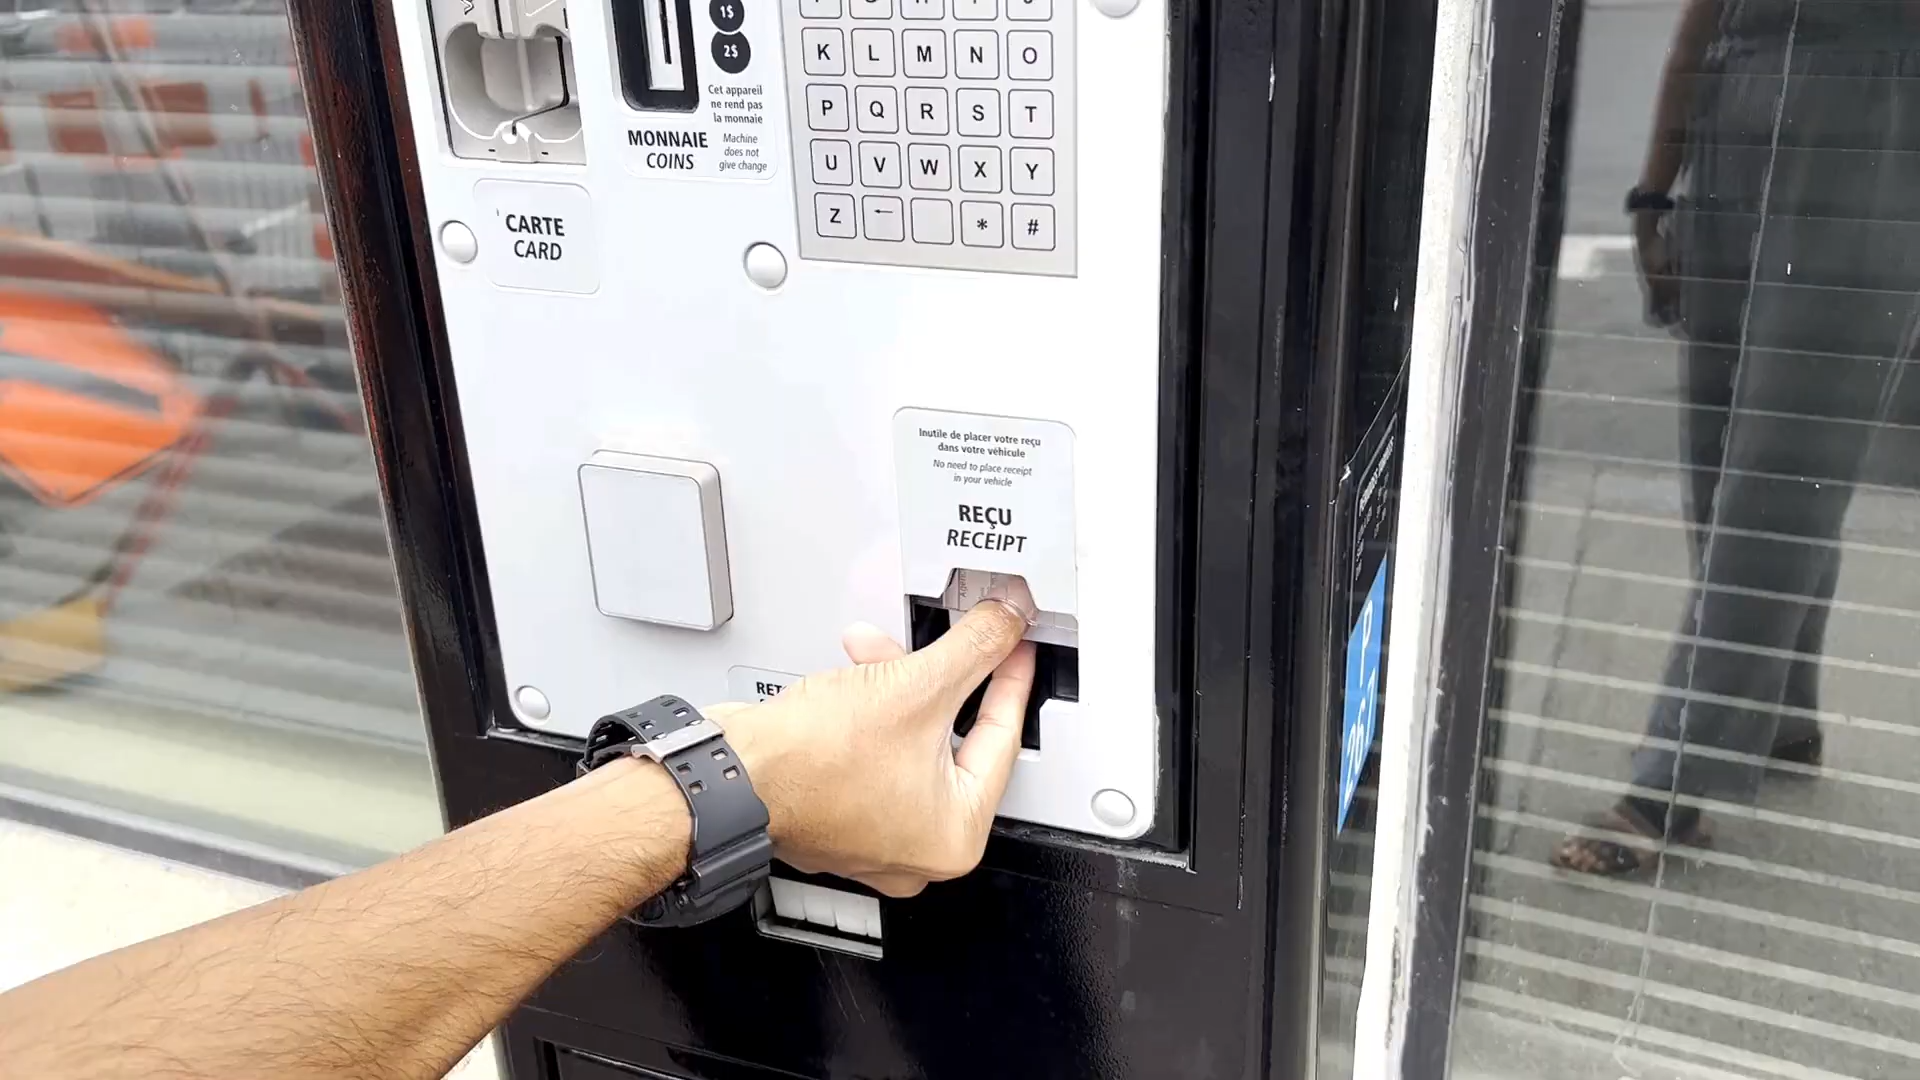 1$
2$
Cet appareil
ne rend pas
la monnaie
Machine
does not
give change
MONNAIE
COINS
K L M N O
P Q R S T
U V W X Y
Z ← * #
CARTE
CARD
Inutile de placer votre reçu
dans votre véhicule
No need to place receipt
in your vehicle
REÇU
RECEIPT
P
267